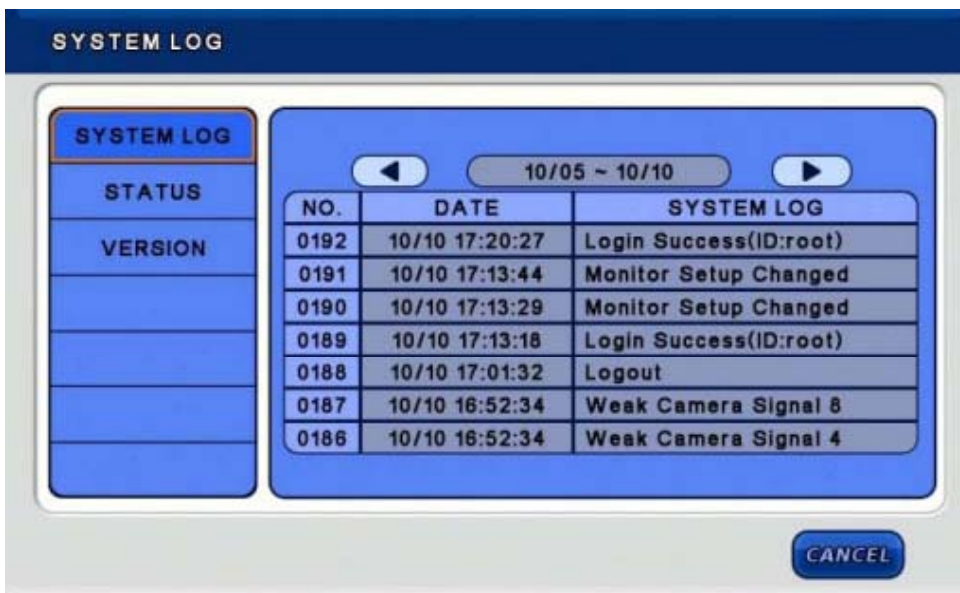 SYSTEM LOG
SYSTEM LOG
STATUS
VERSION
10/05 ~ 10/10
NO. DATE SYSTEM LOG
0192 10/10 17:20:27 Login Success(ID:root)
0191 10/10 17:13:44 Monitor Setup Changed
0190 10/10 17:13:29 Monitor Setup Changed
0189 10/10 17:13:18 Login Success(ID:root)
0188 10/10 17:01:32 Logout
0187 10/10 16:52:34 Weak Camera Signal 8
0186 10/10 16:52:34 Weak Camera Signal 4
CANCEL